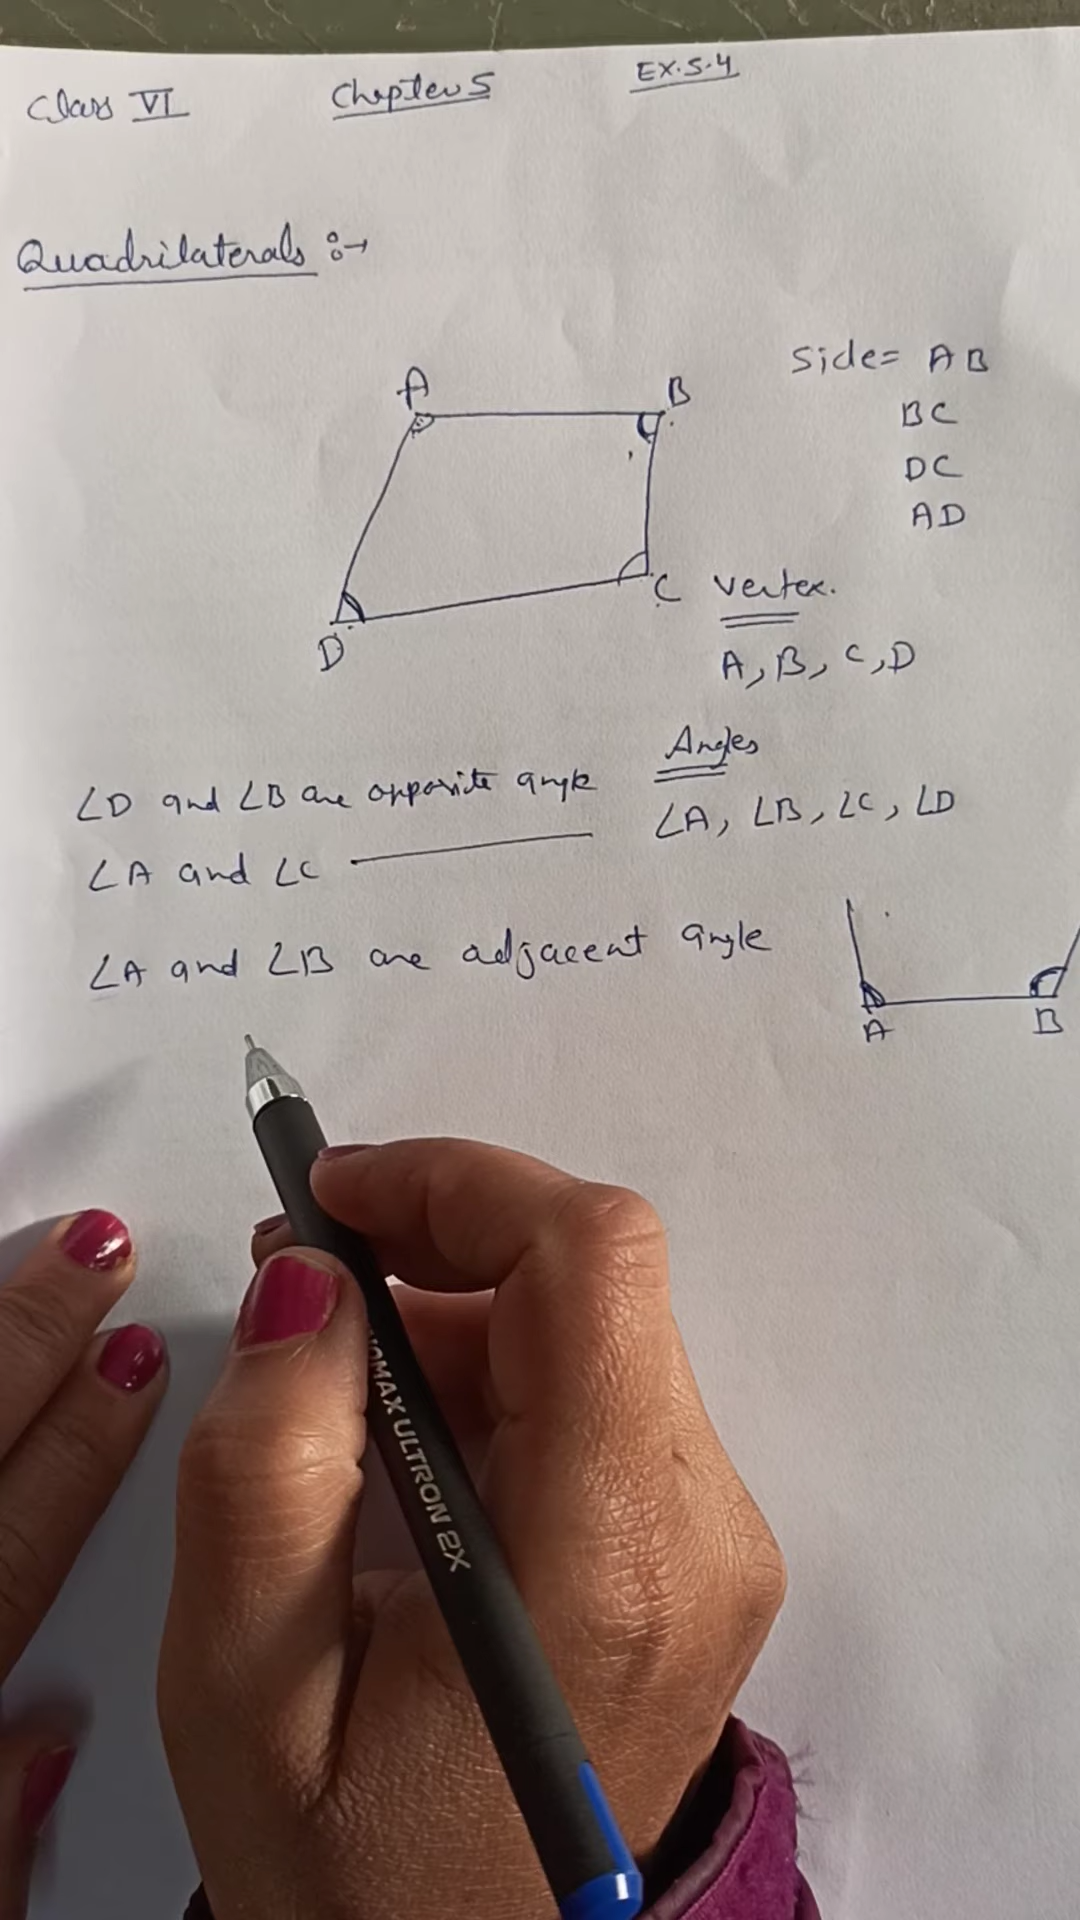 Class VI Chapter 5 EX.5.4
Quadrilaterals :→
A
B
C
D
Side= AB
BC
DC
AD
Vertex.
A, B, C, D
Angles
∠A, ∠B, ∠C, ∠D
∠D and ∠B are opposite angle
∠A and ∠C
∠A and ∠B are adjacent angle
A B
ULTRON 2X